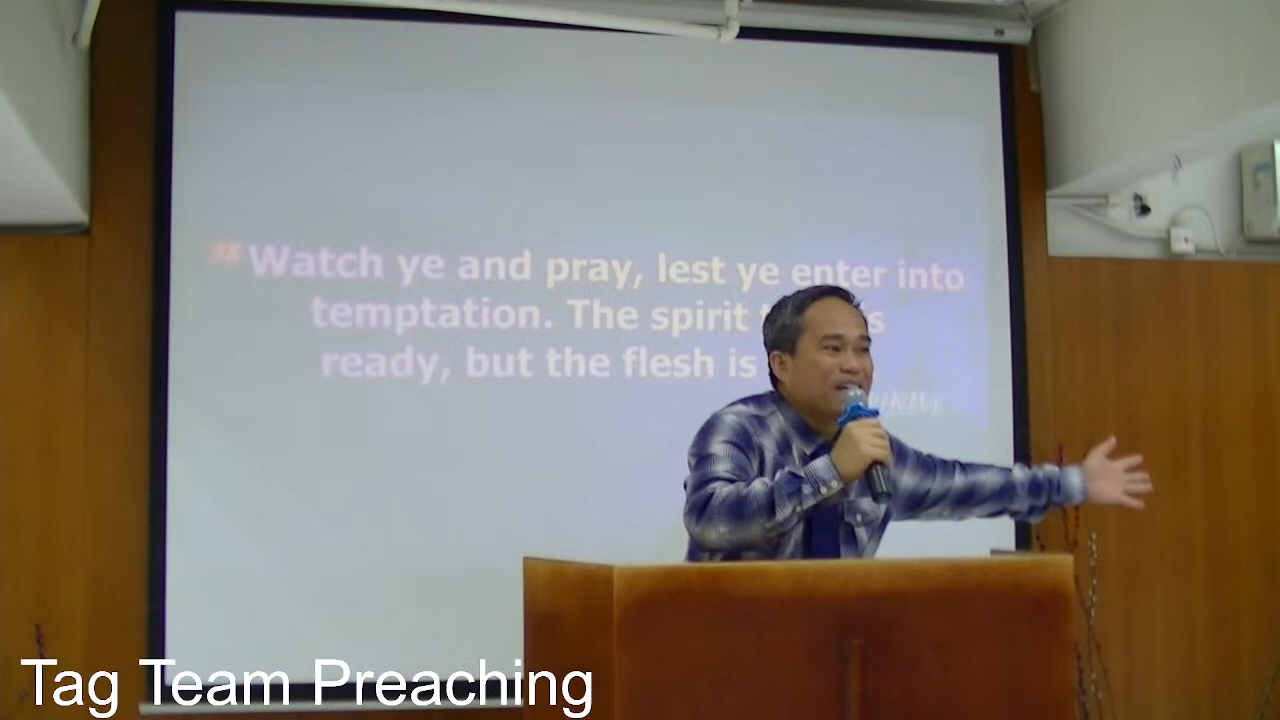 38 Watch ye and pray, lest ye enter into
temptation. The spirit
ready, but the flesh is
Tag Team Preaching